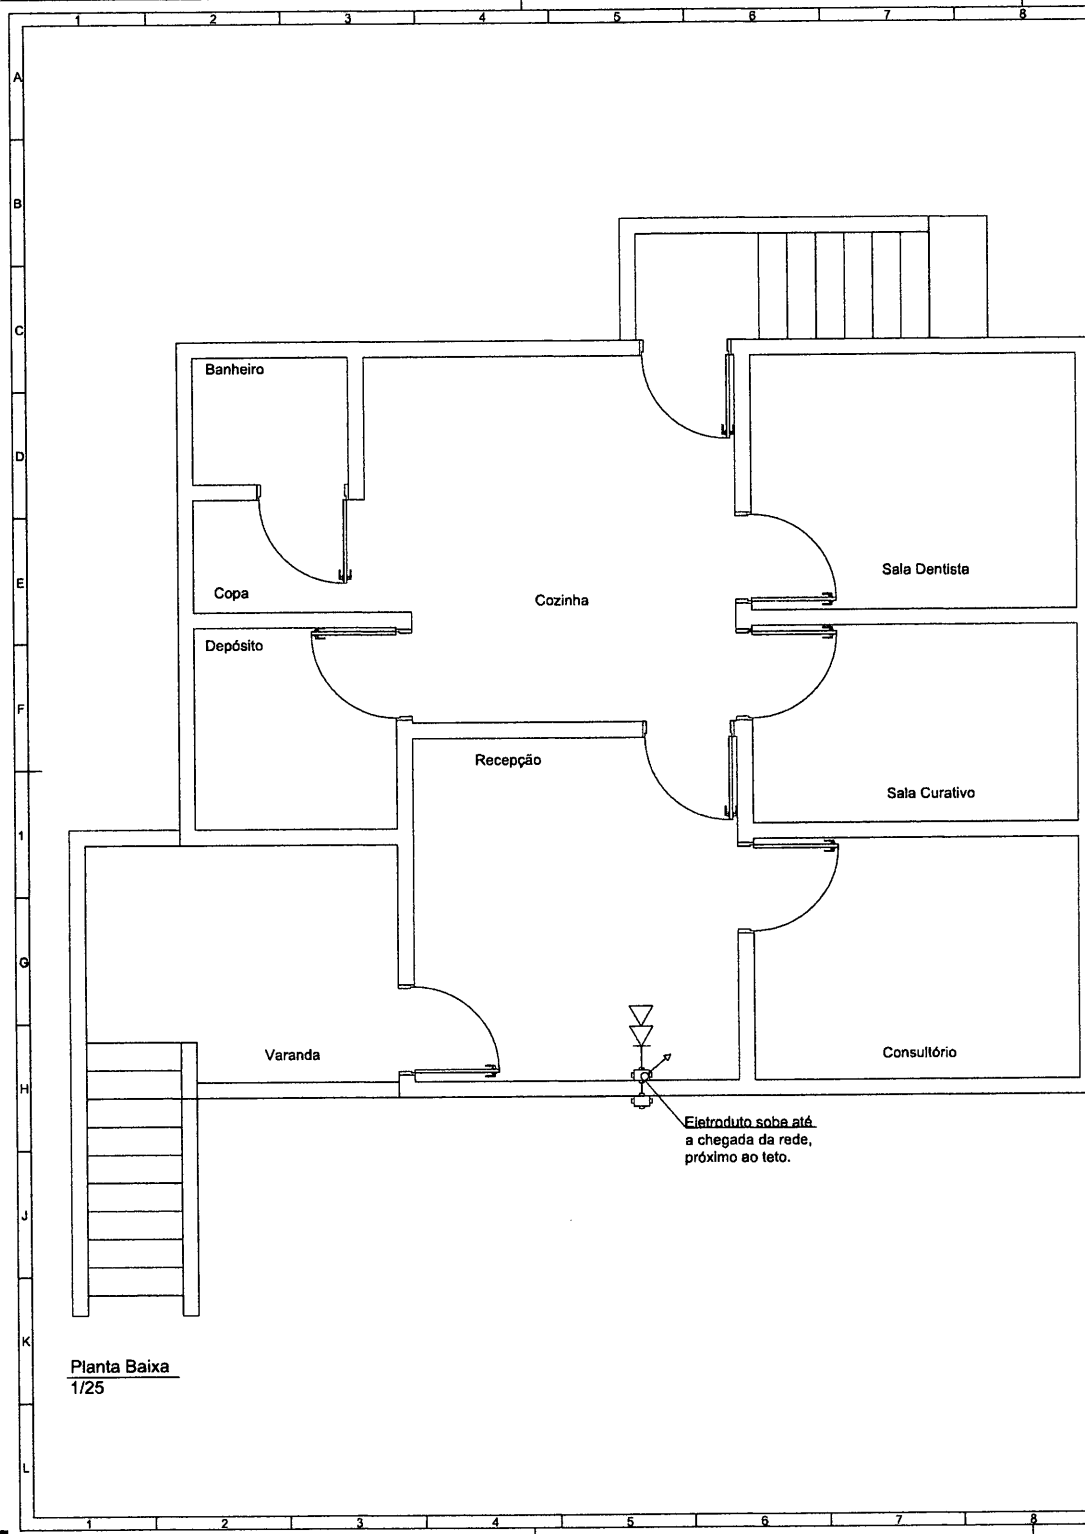 1 2 3 4 5 6 7 8
A
B
C
Banheiro
D
Sala Dentista
E
Copa
Cozinha
Depósito
F
Recepção
Sala Curativo
1
G
Varanda
Consultório
H
Eletroduto sobe até
a chegada da rede,
próximo ao teto.
J
K
Planta Baixa
1/25
L
1 2 3 4 5 6 7 8